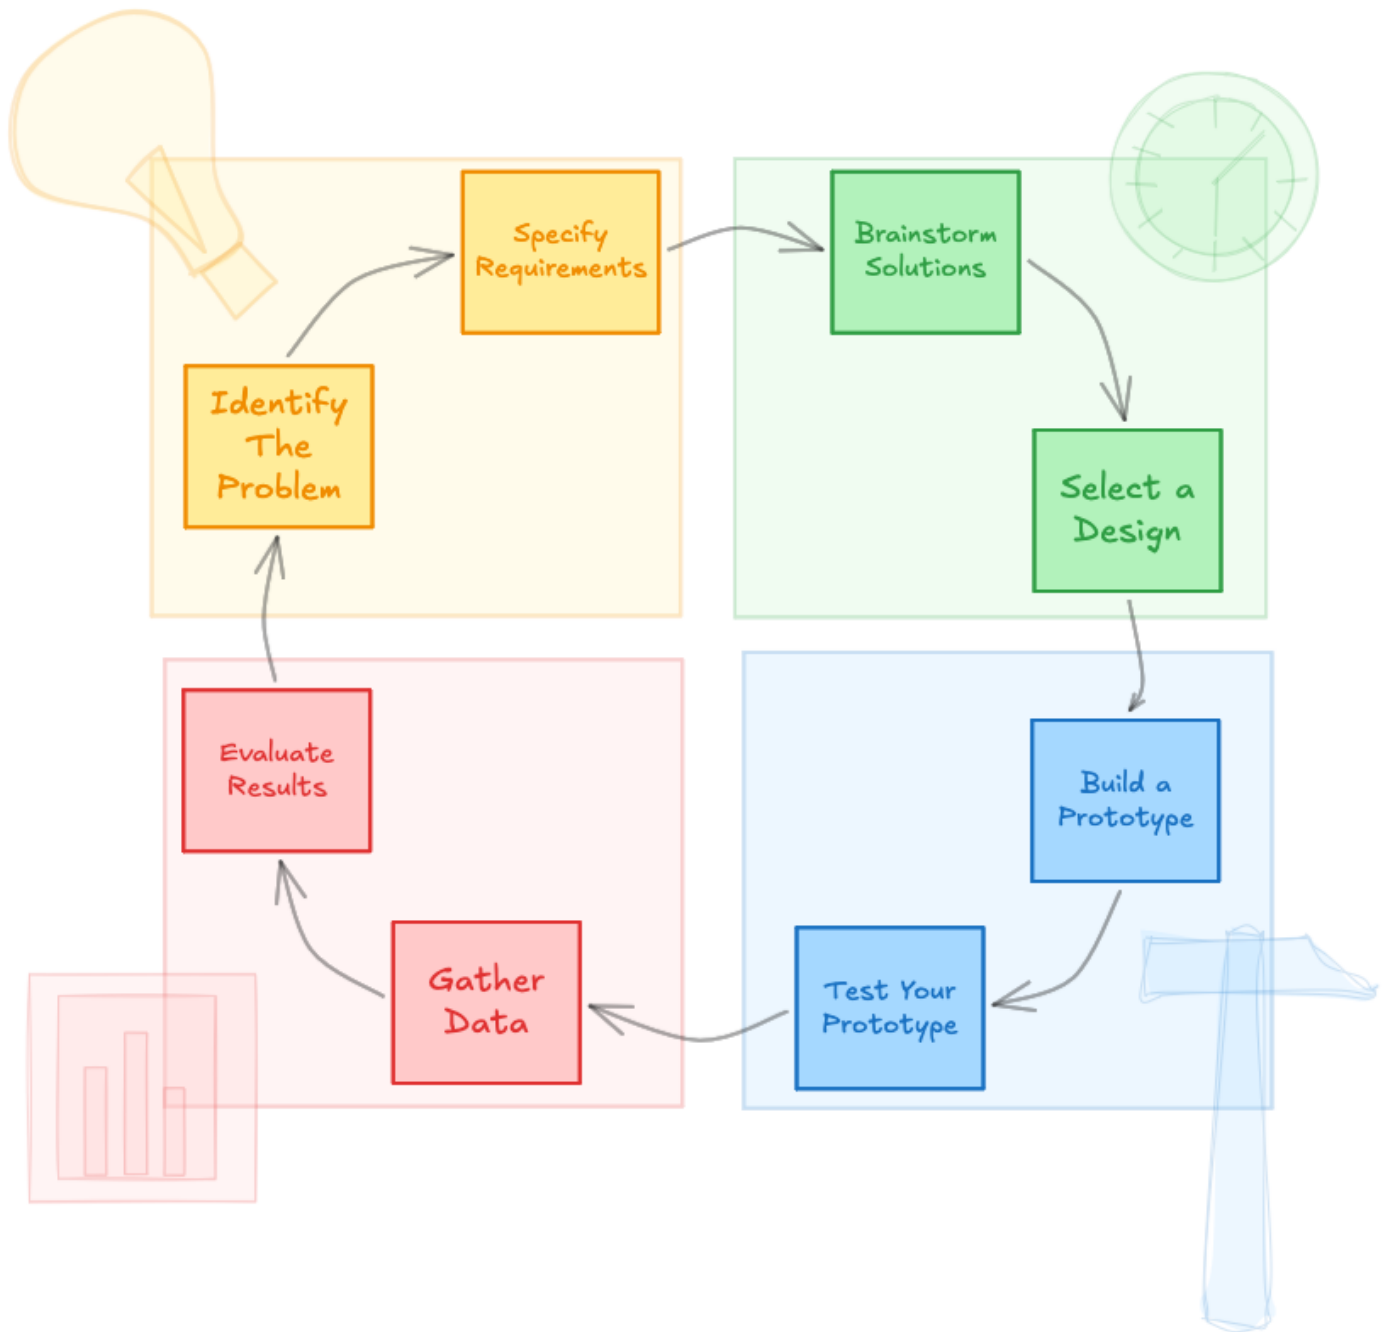 Specify
Requirements
Brainstorm
Solutions
Identify
The
Problem
Select a
Design
Evaluate
Results
Build a
Prototype
Gather
Data
Test Your
Prototype